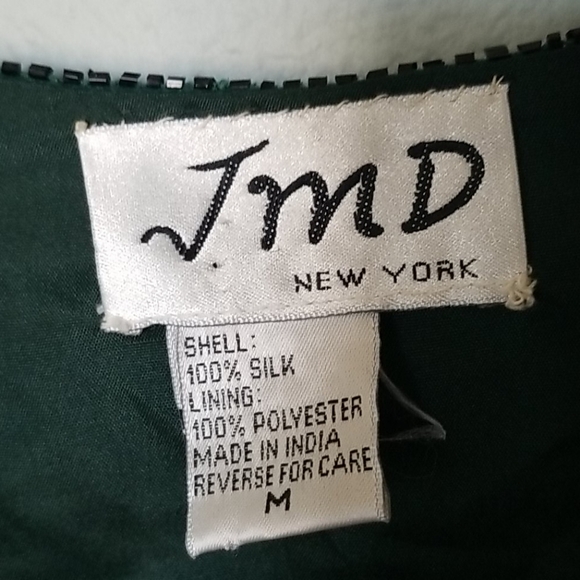 JMD
NEW YORK
SHELL:
100% SILK
LINING:
100% POLYESTER
MADE IN INDIA
REVERSE FOR CARE
M